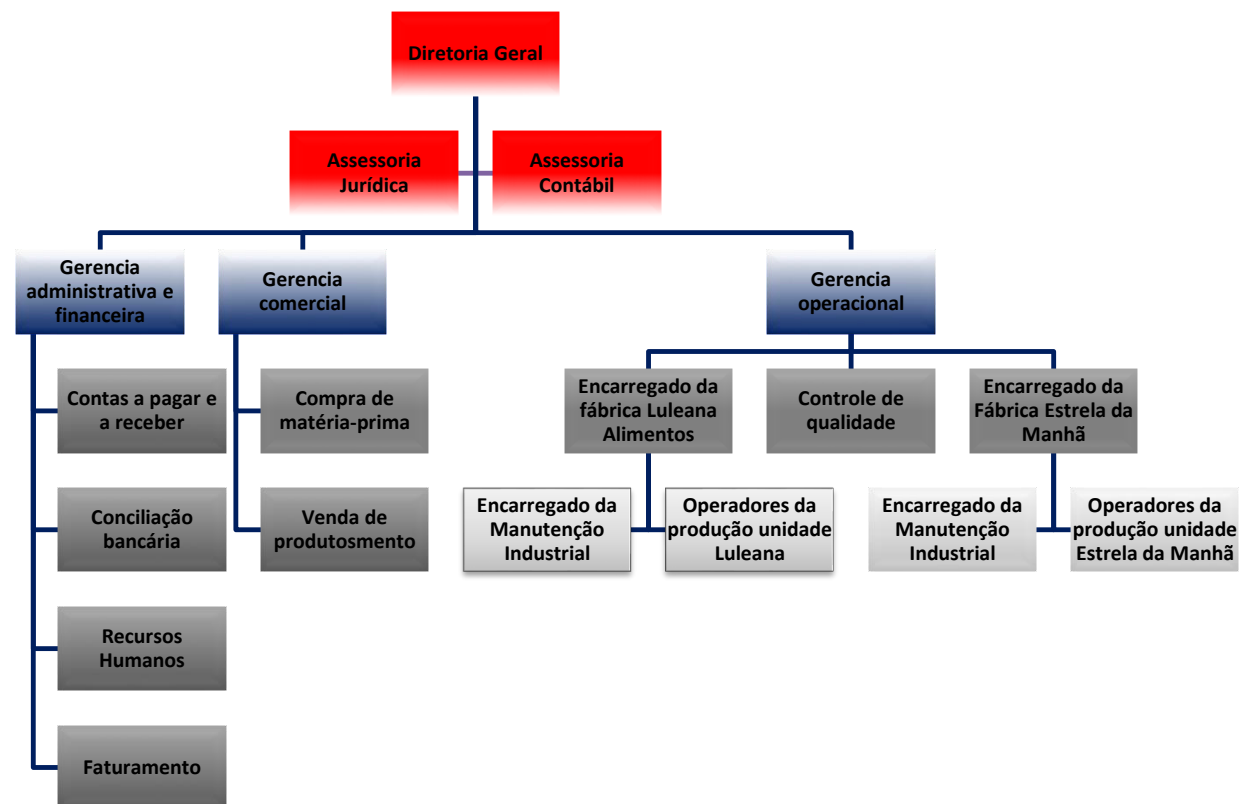 Diretoria Geral
Assessoria
Jurídica
Assessoria
Contábil
Gerencia
administrativa e
financeira
Gerencia
comercial
Gerencia
operacional
Contas a pagar e
a receber
Conciliação
bancária
Recursos
Humanos
Faturamento
Compra de
matéria-prima
Venda de
produtosmento
Encarregado da
fábrica Luleana
Alimentos
Controle de
qualidade
Encarregado da
Fábrica Estrela da
Manhã
Encarregado da
Manutenção
Industrial
Operadores da
produção unidade
Luleana
Encarregado da
Manutenção
Industrial
Operadores da
produção unidade
Estrela da Manhã